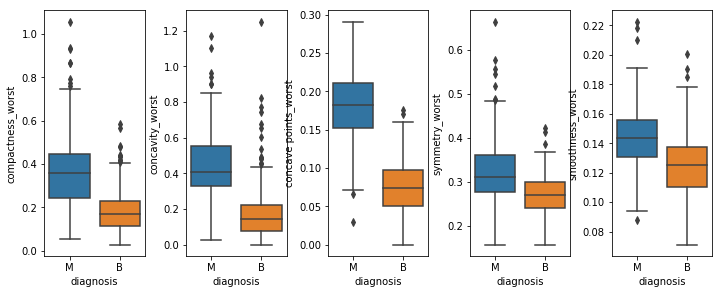 compactness_worst
1.0
0.8
0.6
0.4
0.2
0.0
M B
diagnosis
concavity_worst
1.2
1.0
0.8
0.6
0.4
0.2
0.0
M B
diagnosis
concave points_worst
0.30
0.25
0.20
0.15
0.10
0.05
0.00
M B
diagnosis
symmetry_worst
0.6
0.5
0.4
0.3
0.2
M B
diagnosis
smoothness_worst
0.22
0.20
0.18
0.16
0.14
0.12
0.10
0.08
M B
diagnosis